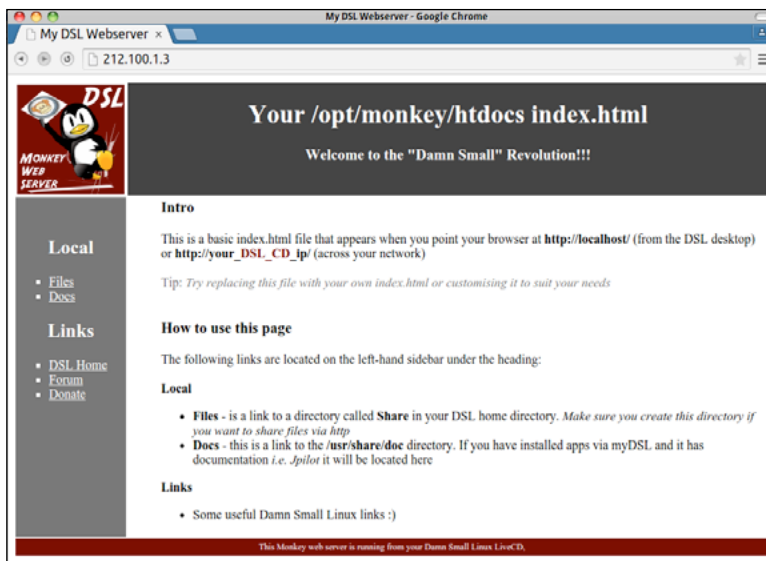 My DSL Webserver - Google Chrome
My DSL Webserver ×
212.100.1.3
DSL
MONKEY
WEB
SERVER
Your /opt/monkey/htdocs index.html
Welcome to the "Damn Small" Revolution!!!
Local
Files
Docs
Links
DSL Home
Forum
Donate
Intro
This is a basic index.html file that appears when you point your browser at http://localhost/ (from the DSL desktop)
or http://your_DSL_CD_ip/ (across your network)
Tip: Try replacing this file with your own index.html or customising it to suit your needs
How to use this page
The following links are located on the left-hand sidebar under the heading:
Local
Files - is a link to a directory called Share in your DSL home directory. Make sure you create this directory if
you want to share files via http
Docs - this is a link to the /usr/share/doc directory. If you have installed apps via myDSL and it has
documentation i.e. Jpilot it will be located here
Links
Some useful Damn Small Linux links :)
This Monkey web server is running from your Damn Small Linux LiveCD,